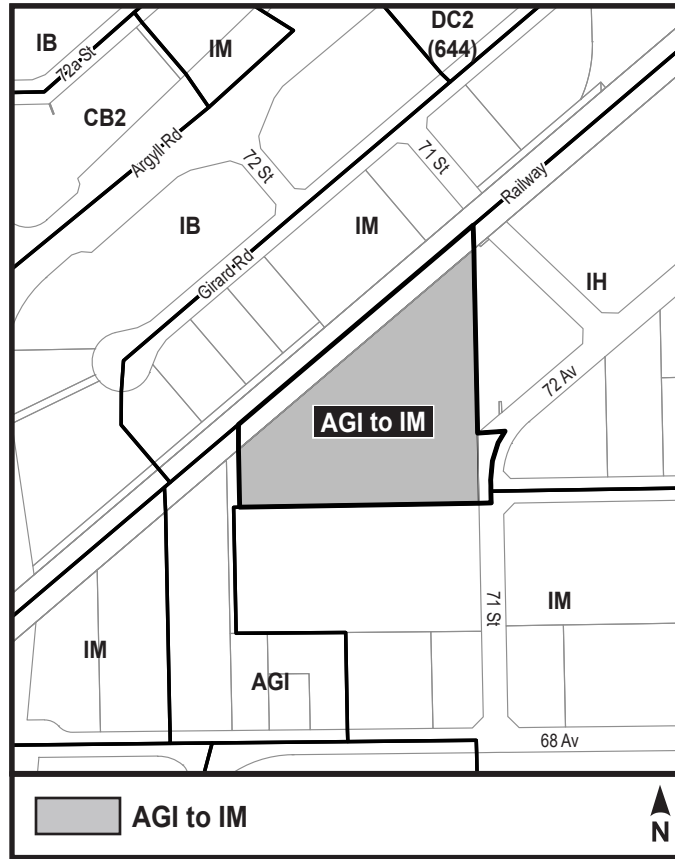 IB
72a St
IM
DC2
(644)
CB2
Argyll Rd
72 St
71 St
Railway
IB
IM
Girard Rd
IH
72 Av
AGI to IM
71 St
IM
IM
AGI
68 Av
AGI to IM
N